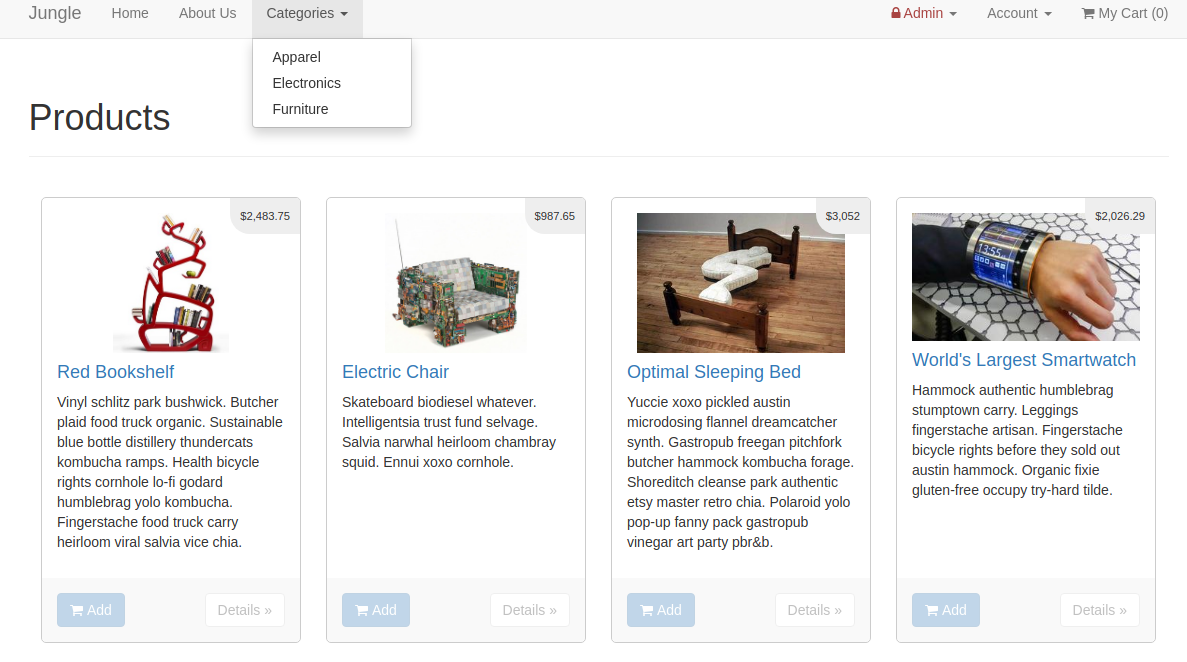 Jungle Home About Us Categories Admin Account My Cart (0)
Apparel
Electronics
Furniture
Products
$2,483.75
Red Bookshelf
Vinyl schlitz park bushwick. Butcher
plaid food truck organic. Sustainable
blue bottle distillery thundercats
kombucha ramps. Health bicycle
rights cornhole lo-fi godard
humblebrag yolo kombucha.
Fingerstache food truck carry
heirloom viral salvia vice chia.
Add Details »
$987.65
Electric Chair
Skateboard biodiesel whatever.
Intelligentsia trust fund selvage.
Salvia narwhal heirloom chambray
squid. Ennui xoxo cornhole.
Add Details »
$3,052
Optimal Sleeping Bed
Yuccie xoxo pickled austin
microdosing flannel dreamcatcher
synth. Gastropub freegan pitchfork
butcher hammock kombucha forage.
Shoreditch cleanse park authentic
etsy master retro chia. Polaroid yolo
pop-up fanny pack gastropub
vinegar art party pbr&b.
Add Details »
$2,026.29
13:55
World's Largest Smartwatch
Hammock authentic humblebrag
stumptown carry. Leggings
fingerstache artisan. Fingerstache
bicycle rights before they sold out
austin hammock. Organic fixie
gluten-free occupy try-hard tilde.
Add Details »